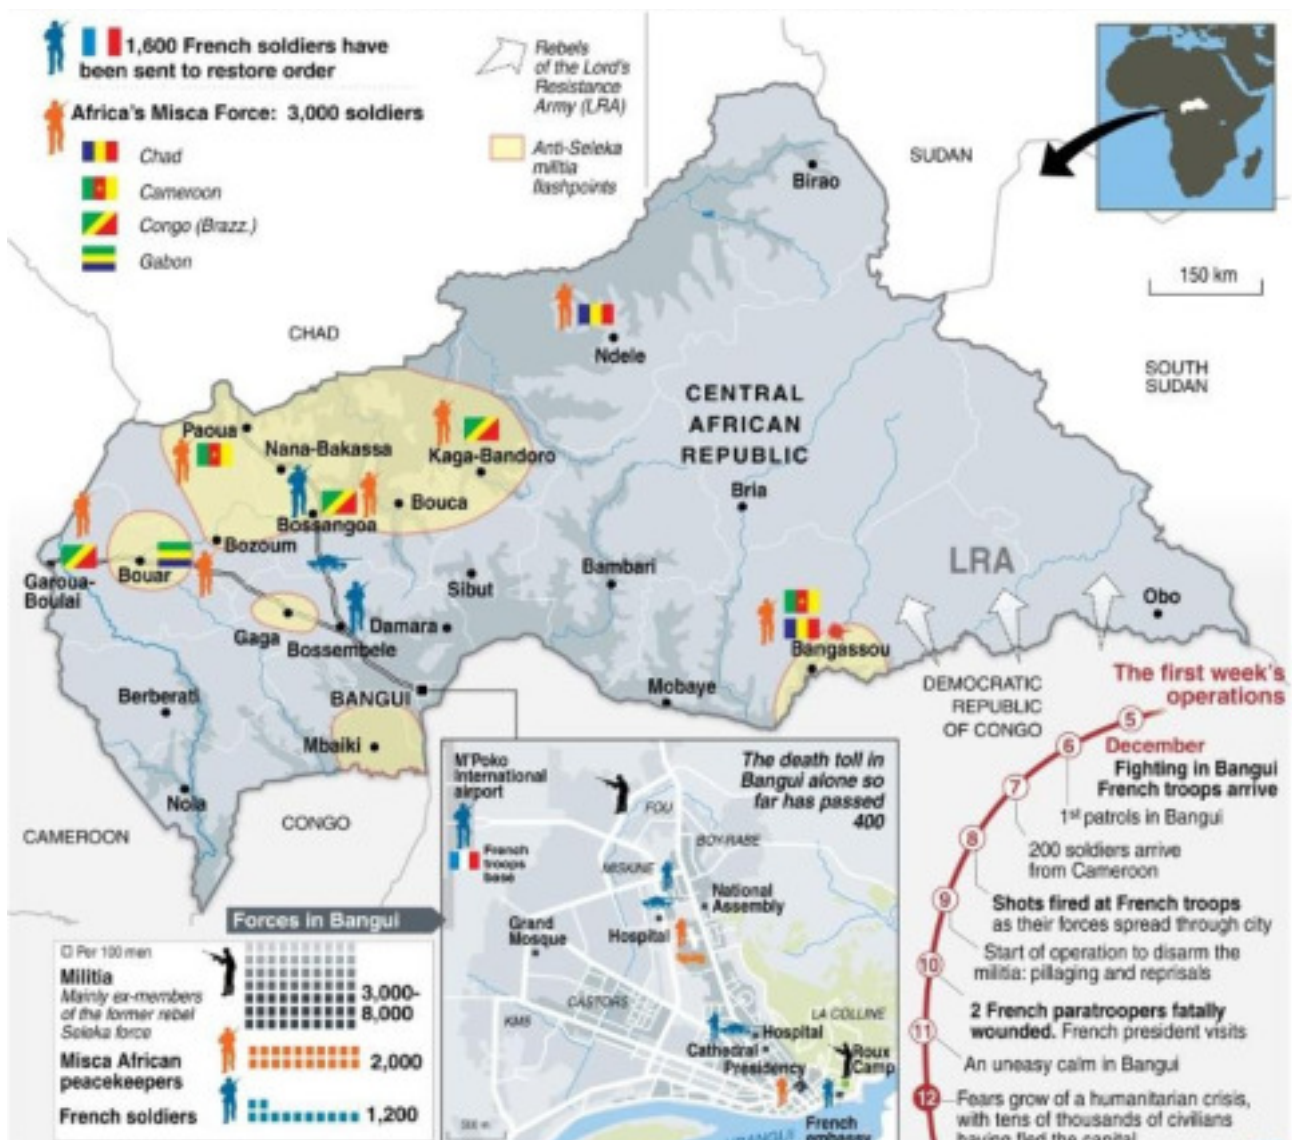 1,600 French soldiers have
been sent to restore order
Africa's Misca Force: 3,000 soldiers
Chad
Cameroon
Congo (Brazz.)
Gabon
Rebels
of the Lord's
Resistance
Army (LRA)
Anti-Seleka
militia
flashpoints
SUDAN
150 km
SOUTH
SUDAN
CHAD
Birao
Ndele
CENTRAL
AFRICAN
REPUBLIC
Paoua
Nana-Bakassa
Kaga-Bandoro
Bouca
Bossangoa
Bria
Bozoum
Garoua-
Boulai
Bouar
Sibut
Bambari
LRA
Obo
Gaga
Bossembele
Damara
Bangassou
Berberati
BANGUI
Mobaye
Mbaiki
Nola
CAMEROON
CONGO
DEMOCRATIC
REPUBLIC
OF CONGO
The first week's
operations
5
December
Fighting in Bangui
French troops arrive
6
1st patrols in Bangui
7
200 soldiers arrive
from Cameroon
8
Shots fired at French troops
as their forces spread through city
9
Start of operation to disarm the
militia: pillaging and reprisals
10
2 French paratroopers fatally
wounded. French president visits
11
An uneasy calm in Bangui
12
Fears grow of a humanitarian crisis,
with tens of thousands of civilians
having fled the capital
M'Poko
International
airport
French
troops
base
The death toll in
Bangui alone so
far has passed
400
FOU
BOY-RABE
MISKINE
National
Assembly
Grand
Mosque
Hospital
CASTORS
KM5
LA COLLINE
Hospital
Cathedral
Presidency
Roux
Camp
French
embassy
Forces in Bangui
Per 100 men
Militia
Mainly ex-members
of the former rebel
Seleka force
3,000-
8,000
Misca African
peacekeepers
2,000
French soldiers
1,200